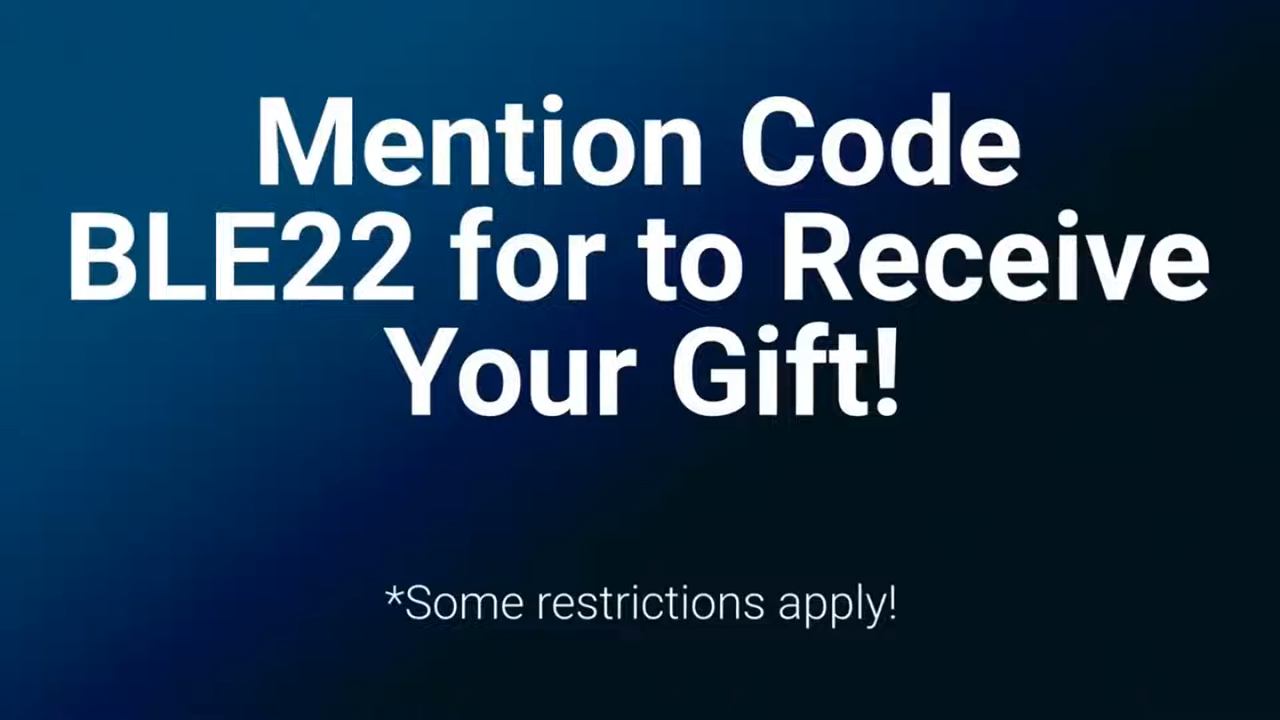 Mention Code
BLE22 for to Receive
Your Gift!
*Some restrictions apply!